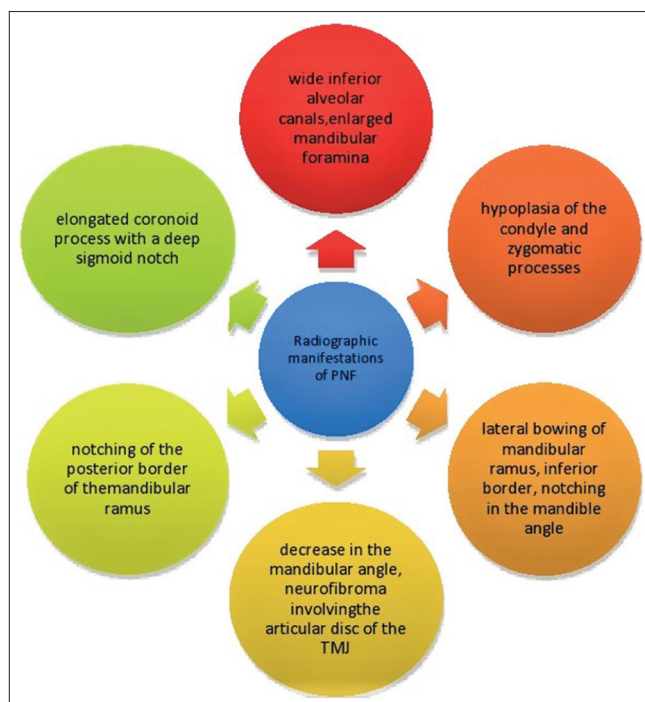 wide inferior
alveolar
canals,enlarged
mandibular
foramina
elongated coronoid
process with a deep
sigmoid notch
hypoplasia of the
condyle and
zygomatic
processes
Radiographic
manifestations
of PNF
notching of the
posterior border
of themandibular
ramus
lateral bowing of
mandibular
ramus, inferior
border, notching
in the mandible
angle
decrease in the
mandibular angle,
neurofibroma
involvingthe
articular disc of the
TMJ